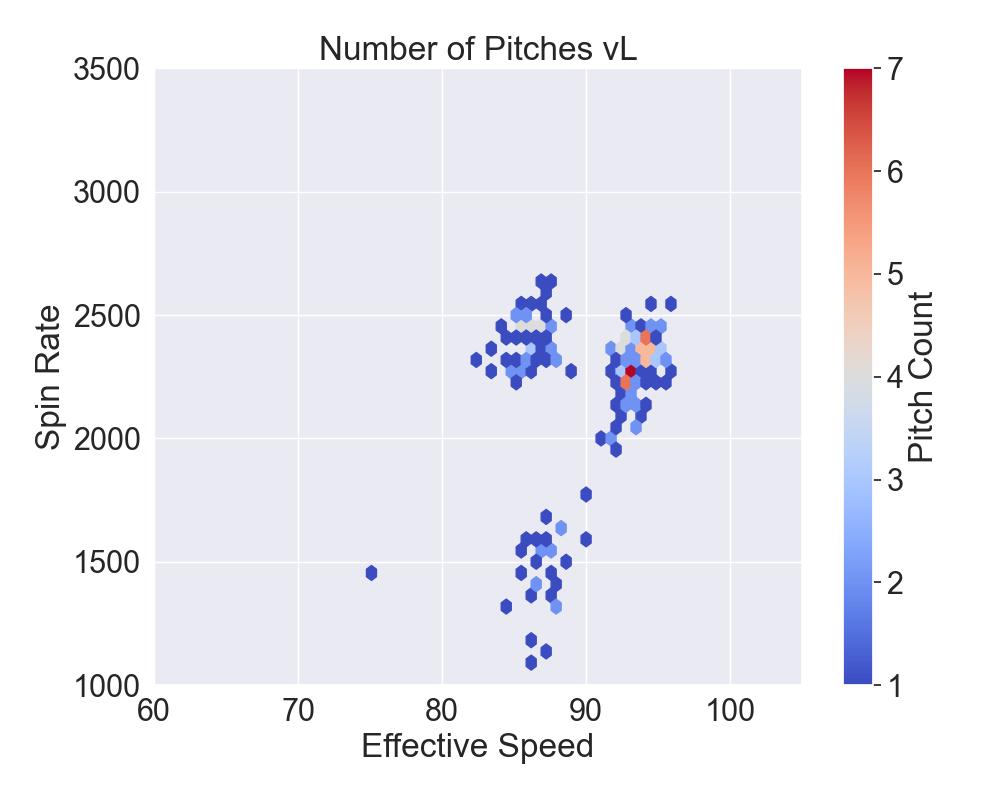 Number of Pitches vL
3500
3000
2500
2000
1500
1000
Spin Rate
60 70 80 90 100
Effective Speed
7
6
5
4
3
2
1
Pitch Count